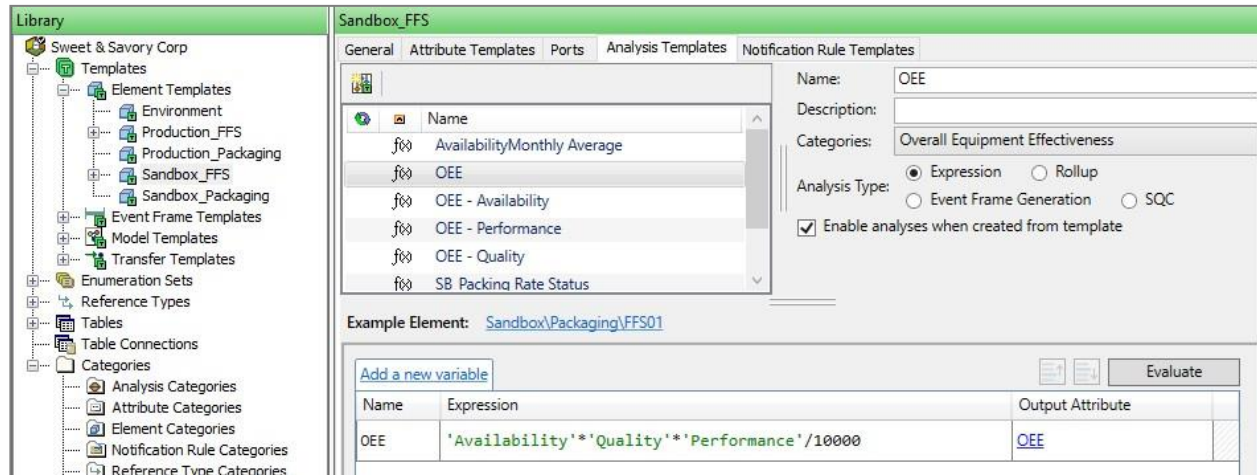 Library
Sweet & Savory Corp
Templates
Element Templates
Environment
Production_FFS
Production_Packaging
Sandbox_FFS
Sandbox_Packaging
Event Frame Templates
Model Templates
Transfer Templates
Enumeration Sets
Reference Types
Tables
Table Connections
Categories
Analysis Categories
Attribute Categories
Element Categories
Notification Rule Categories
Reference Type Categories
Sandbox_FFS
General Attribute Templates Ports Analysis Templates Notification Rule Templates
Name
f(x) AvailabilityMonthly Average
f(x) OEE
f(x) OEE - Availability
f(x) OEE - Performance
f(x) OEE - Quality
f(x) SB Packing Rate Status
Name: OEE
Description:
Categories: Overall Equipment Effectiveness
Analysis Type: Expression Rollup
Event Frame Generation SQC
Enable analyses when created from template
Example Element: Sandbox\Packaging\FFS01
Add a new variable Evaluate
Name Expression Output Attribute
OEE 'Availability'*'Quality'*'Performance'/10000 OEE